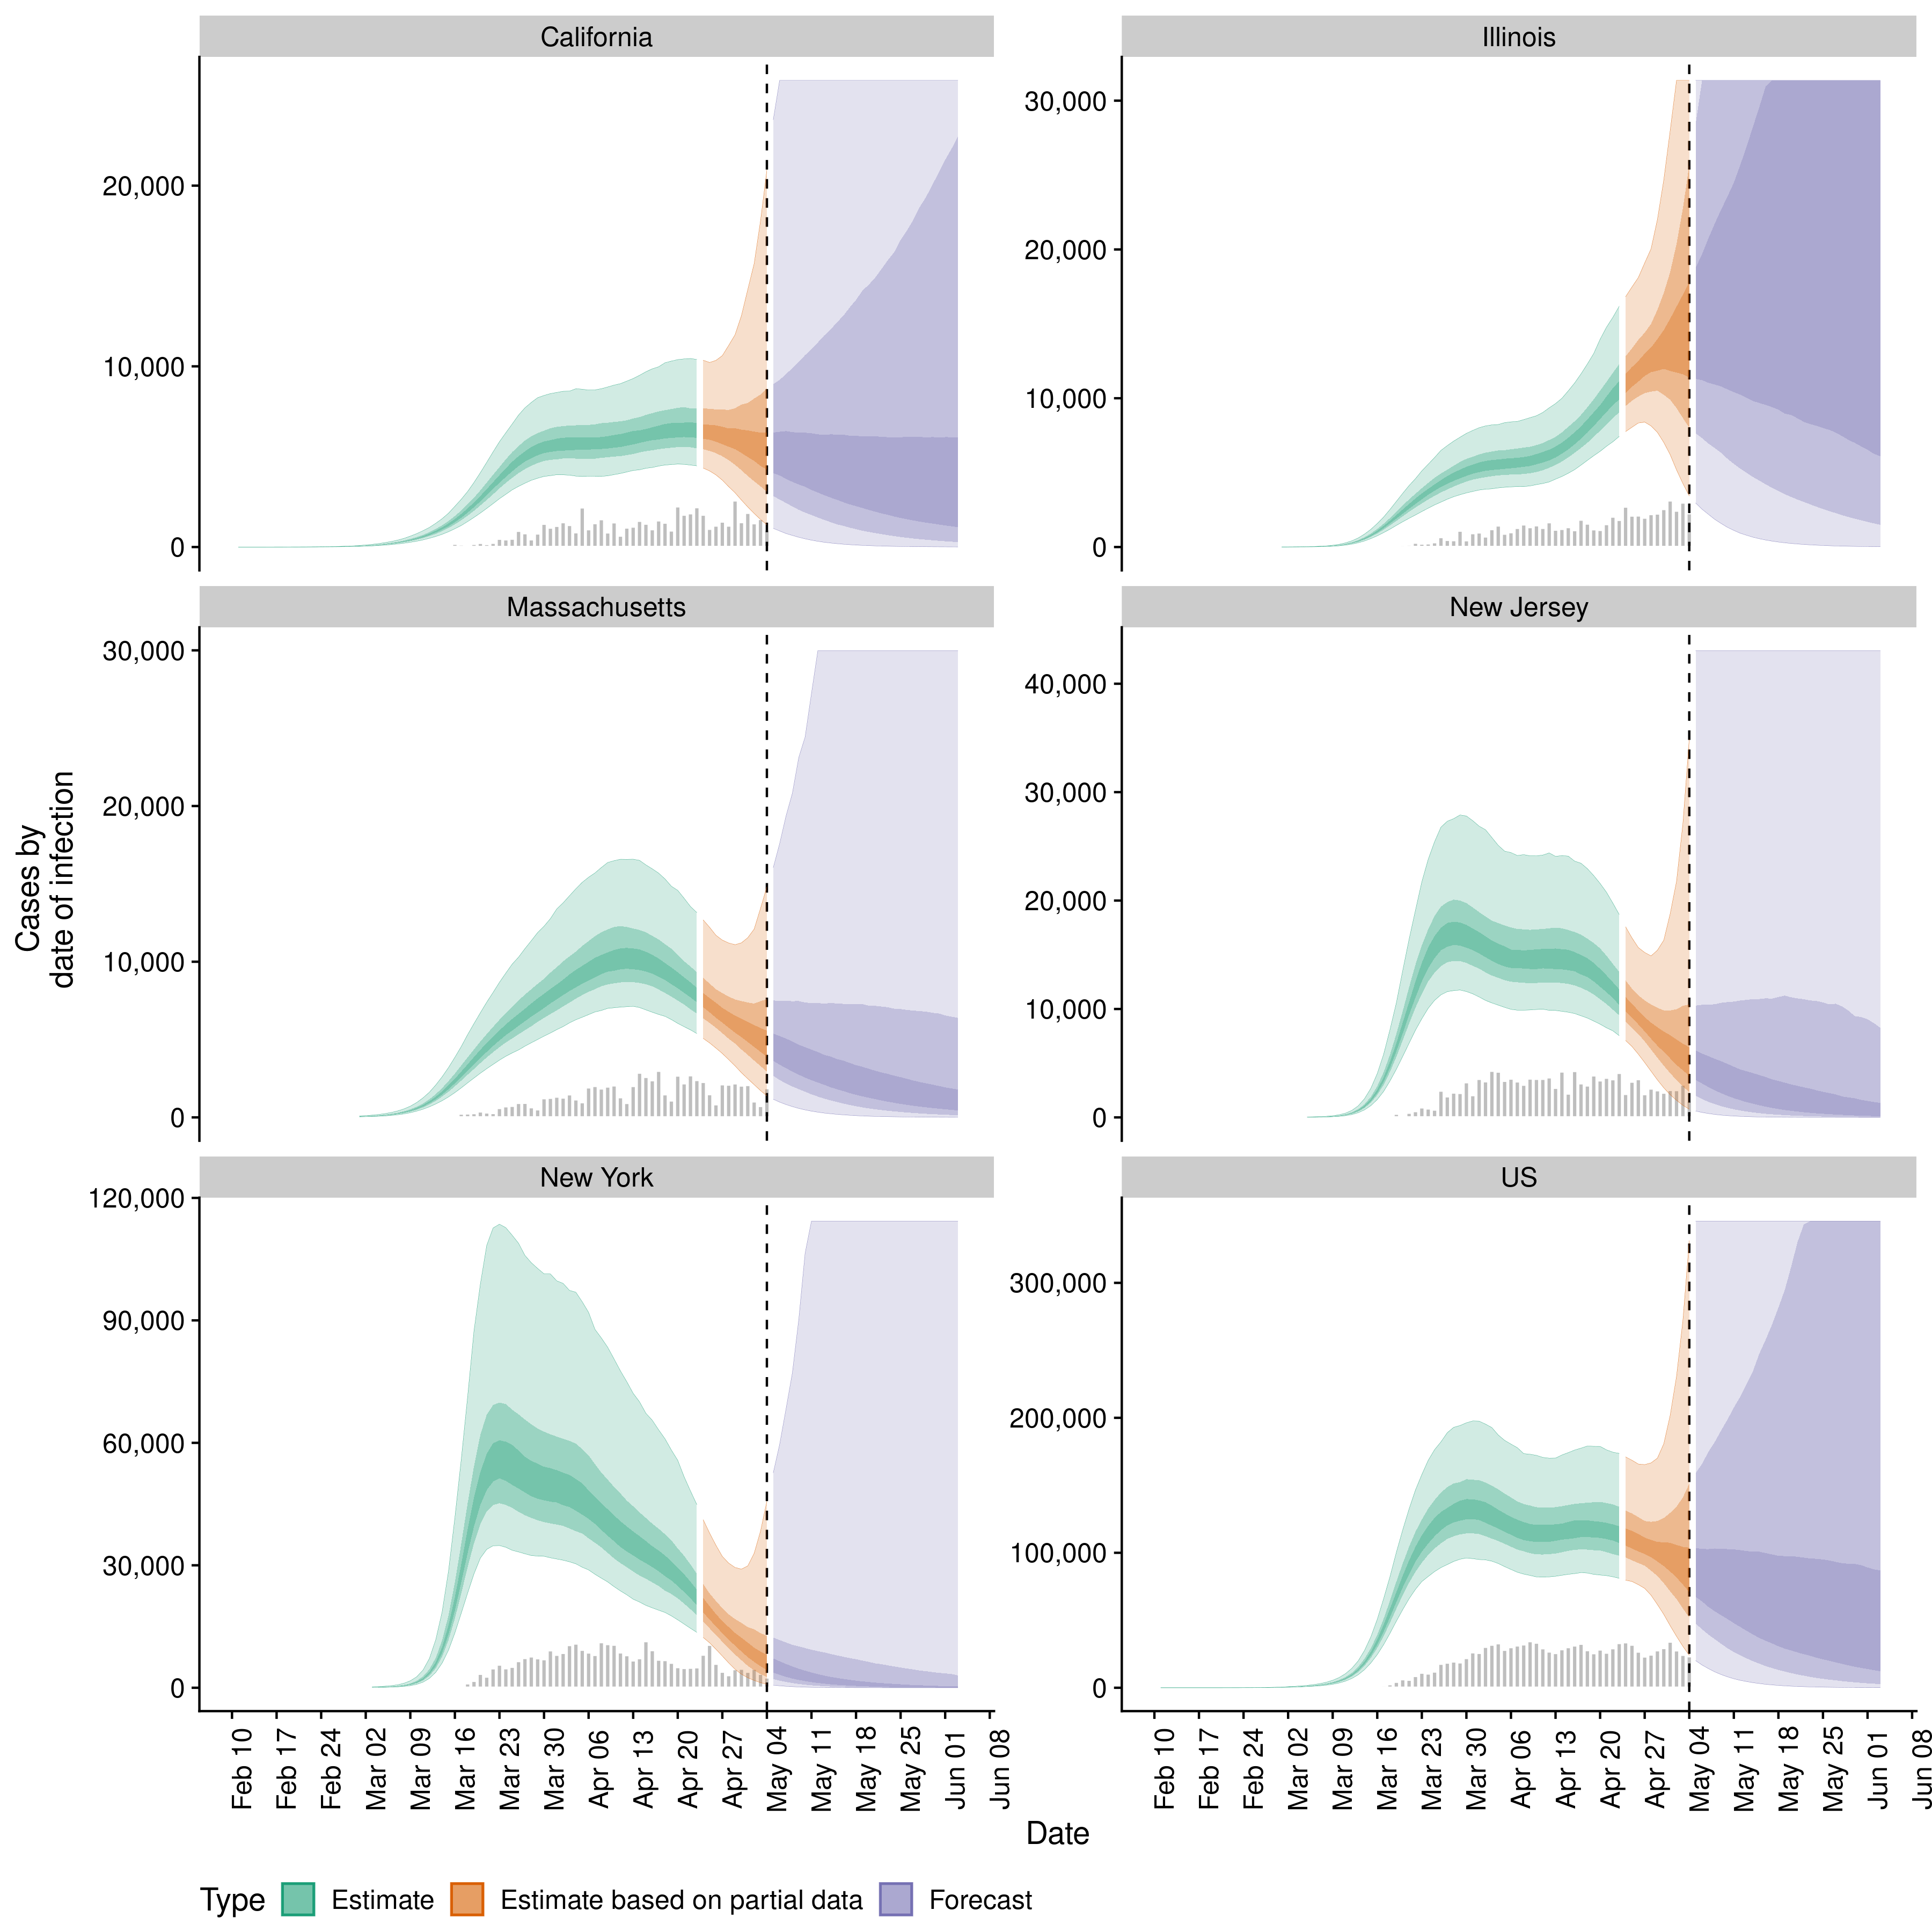 California
Illinois
20,000
10,000
0
30,000
20,000
10,000
0
Massachusetts
New Jersey
30,000
20,000
10,000
0
40,000
30,000
20,000
10,000
0
Cases by
date of infection
New York
US
120,000
90,000
60,000
30,000
0
300,000
200,000
100,000
0
Feb 10
Feb 17
Feb 24
Mar 02
Mar 09
Mar 16
Mar 23
Mar 30
Apr 06
Apr 13
Apr 20
Apr 27
May 04
May 11
May 18
May 25
Jun 01
Jun 08
Feb 10
Feb 17
Feb 24
Mar 02
Mar 09
Mar 16
Mar 23
Mar 30
Apr 06
Apr 13
Apr 20
Apr 27
May 04
May 11
May 18
May 25
Jun 01
Jun 08
Date
Type Estimate Estimate based on partial data Forecast